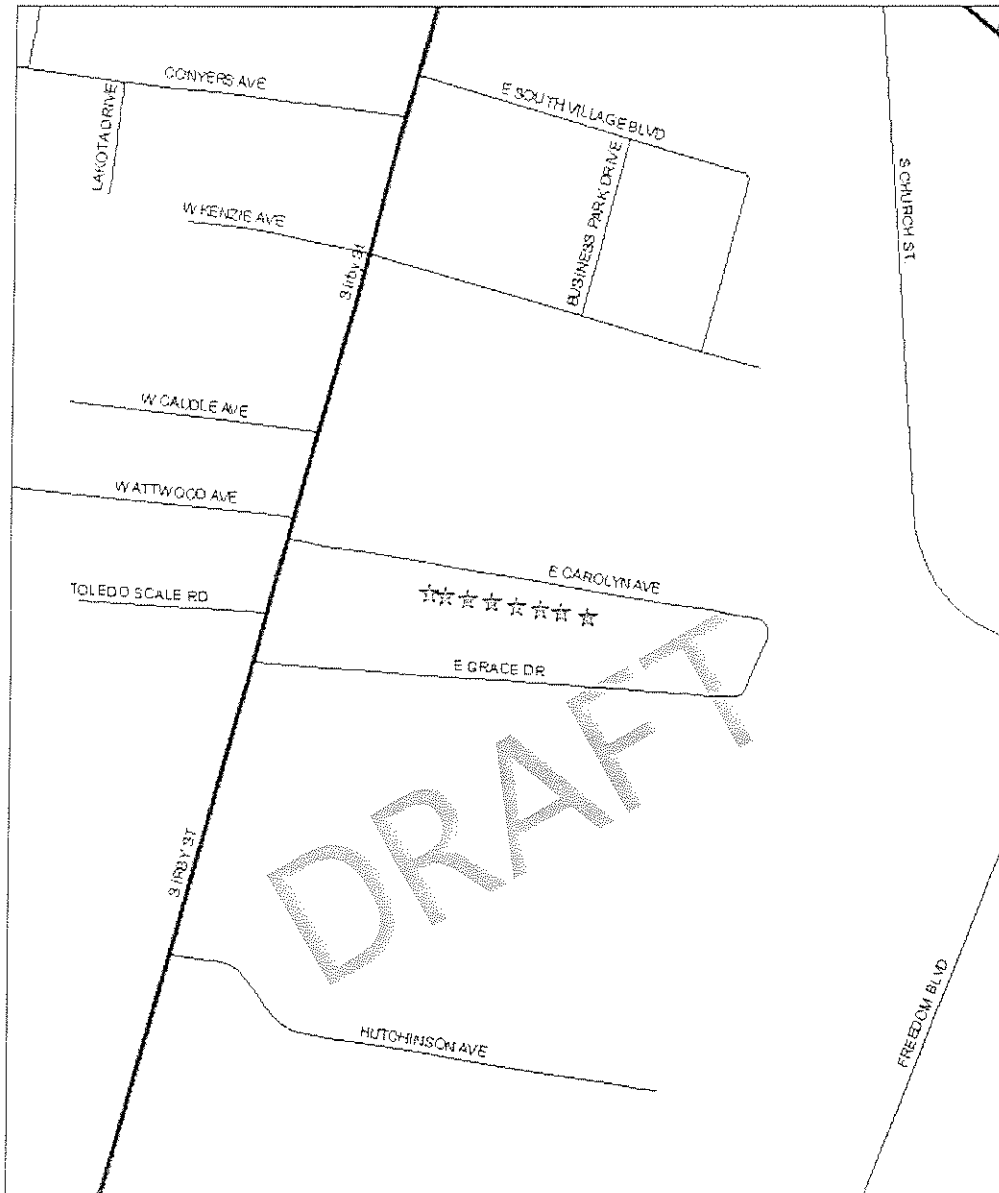 CONYERS AVE
E SOUTH VILLAGE BLVD
LAKOTA DRIVE
BUSINESS PARK DRIVE
S CHURCH ST
W KENZIE AVE
S Irby St
W CAUDLE AVE
W ATTWOOD AVE
E CAROLYN AVE
TOLEDO SCALE RD
E GRACE DR
DRAFT
S IRBY ST
FREEDOM BLVD
HUTCHINSON AVE